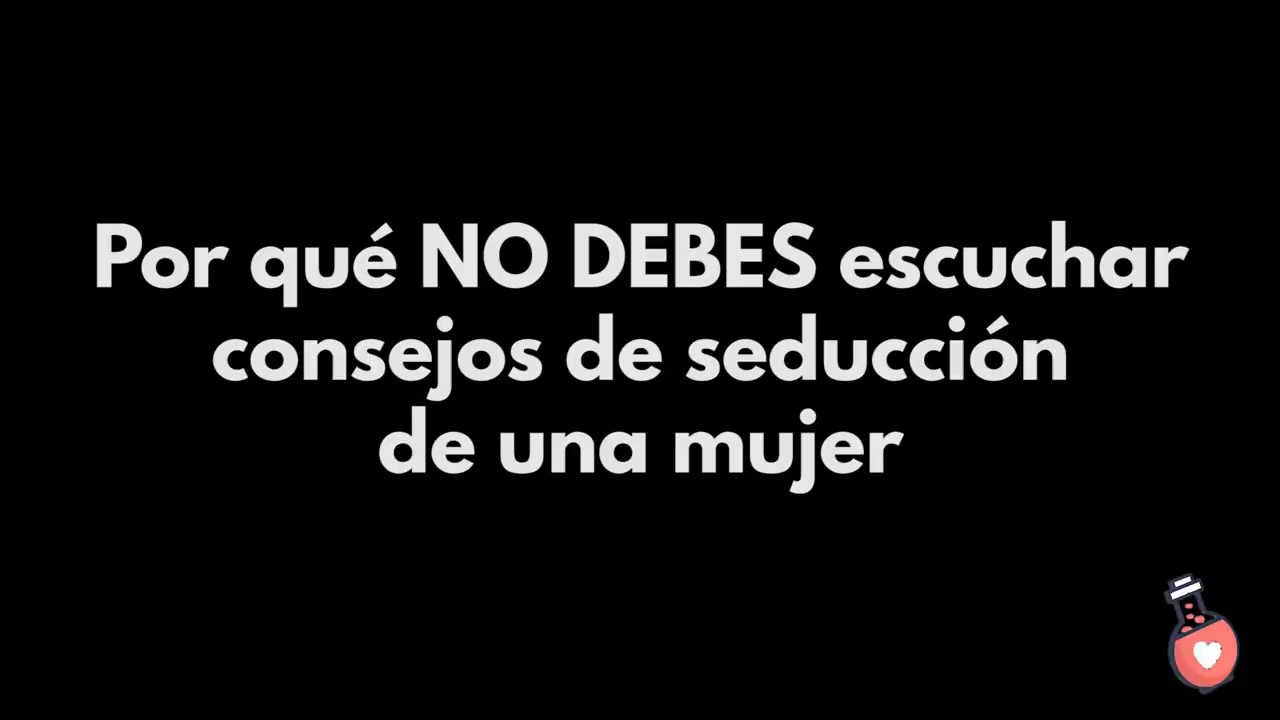 Por qué NO DEBES escuchar
consejos de seducción
de una mujer